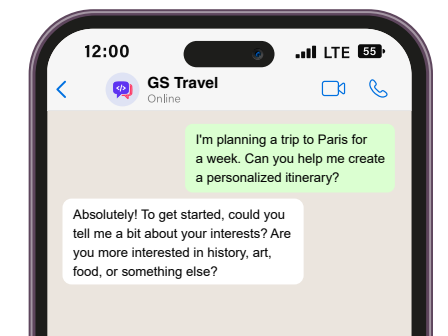 12:00
LTE 55
</>
GS Travel
Online
I'm planning a trip to Paris for
a week. Can you help me create
a personalized itinerary?
Absolutely! To get started, could you
tell me a bit about your interests? Are
you more interested in history, art,
food, or something else?